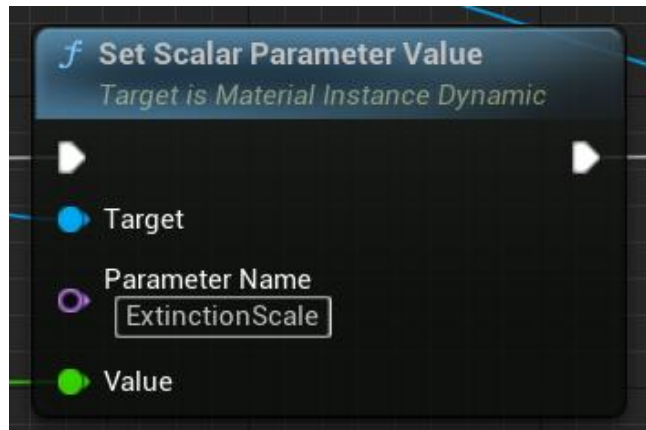 f Set Scalar Parameter Value
Target is Material Instance Dynamic
Target
Parameter Name
ExtinctionScale
Value